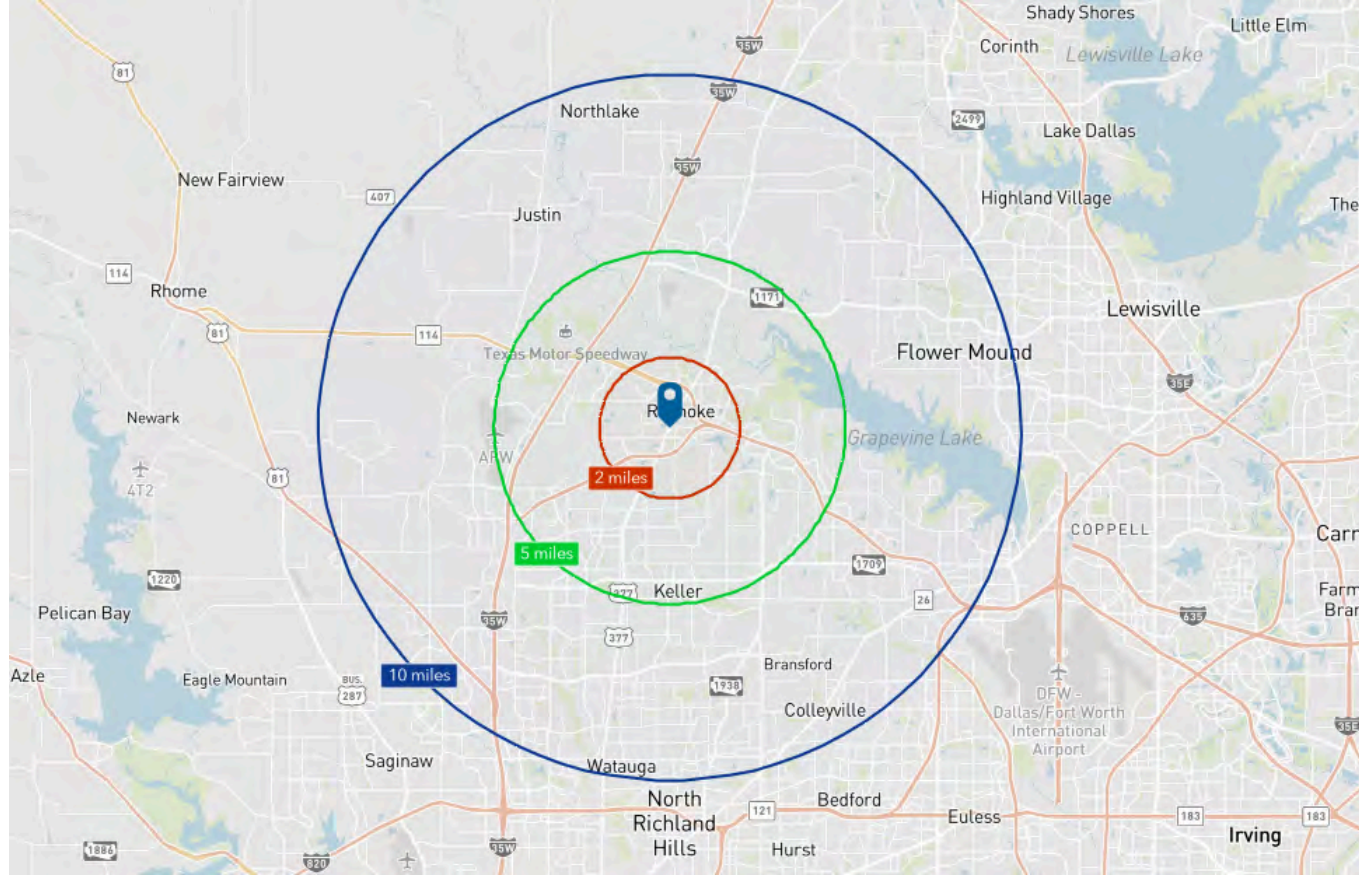 Shady Shores
Little Elm
35W
Corinth
Lewisville Lake
81
35W
Northlake
2499
Lake Dallas
35W
New Fairview
407
Highland Village
The
Justin
114
Rhome
1171
Lewisville
81
114
Texas Motor Speedway
Flower Mound
35E
Newark
Grapevine Lake
AFW
4T2
81
2 miles
COPPELL
Carr
5 miles
1709
1220
377
Keller
Farm
Bran
26
Pelican Bay
35W
377
635
Azle
Eagle Mountain
10 miles
Bransford
BUS.
287
1938
DFW -
Dallas/Fort Worth
International
Airport
Colleyville
35E
Saginaw
Watauga
North
Richland
Hills
121
Bedford
Euless
183
183
Irving
1886
820
35W
Hurst